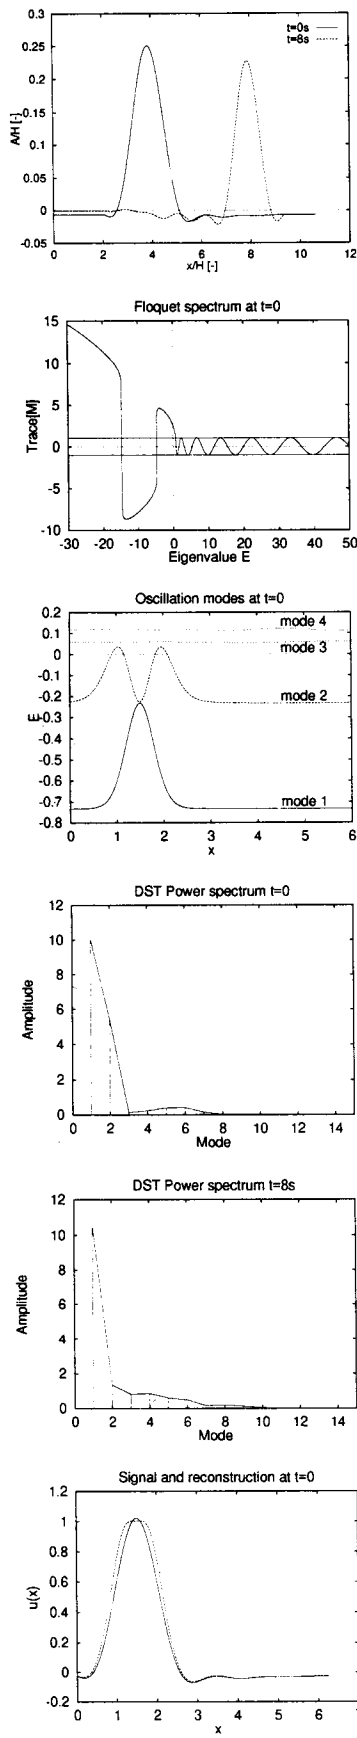 0.3
t=0s
t=8s
0.25
0.2
0.15
0.1
0.05
0
-0.05
A/H [-]
0 2 4 6 8 10 12
x/H [-]
Floquet spectrum at t=0
15
10
5
0
-5
-10
Trace[M]
-30 -20 -10 0 10 20 30 40 50
Eigenvalue E
Oscillation modes at t=0
0.2
0.1
0
-0.1
-0.2
-0.3
-0.4
-0.5
-0.6
-0.7
-0.8
E
mode 4
mode 3
mode 2
mode 1
0 1 2 3 4 5 6
x
DST Power spectrum t=0
12
10
8
6
4
2
0
Amplitude
0 2 4 6 8 10 12 14
Mode
DST Power spectrum t=8s
12
10
8
6
4
2
0
Amplitude
0 2 4 6 8 10 12 14
Mode
Signal and reconstruction at t=0
1.2
1
0.8
0.6
0.4
0.2
0
-0.2
u(x)
0 1 2 3 4 5 6
x